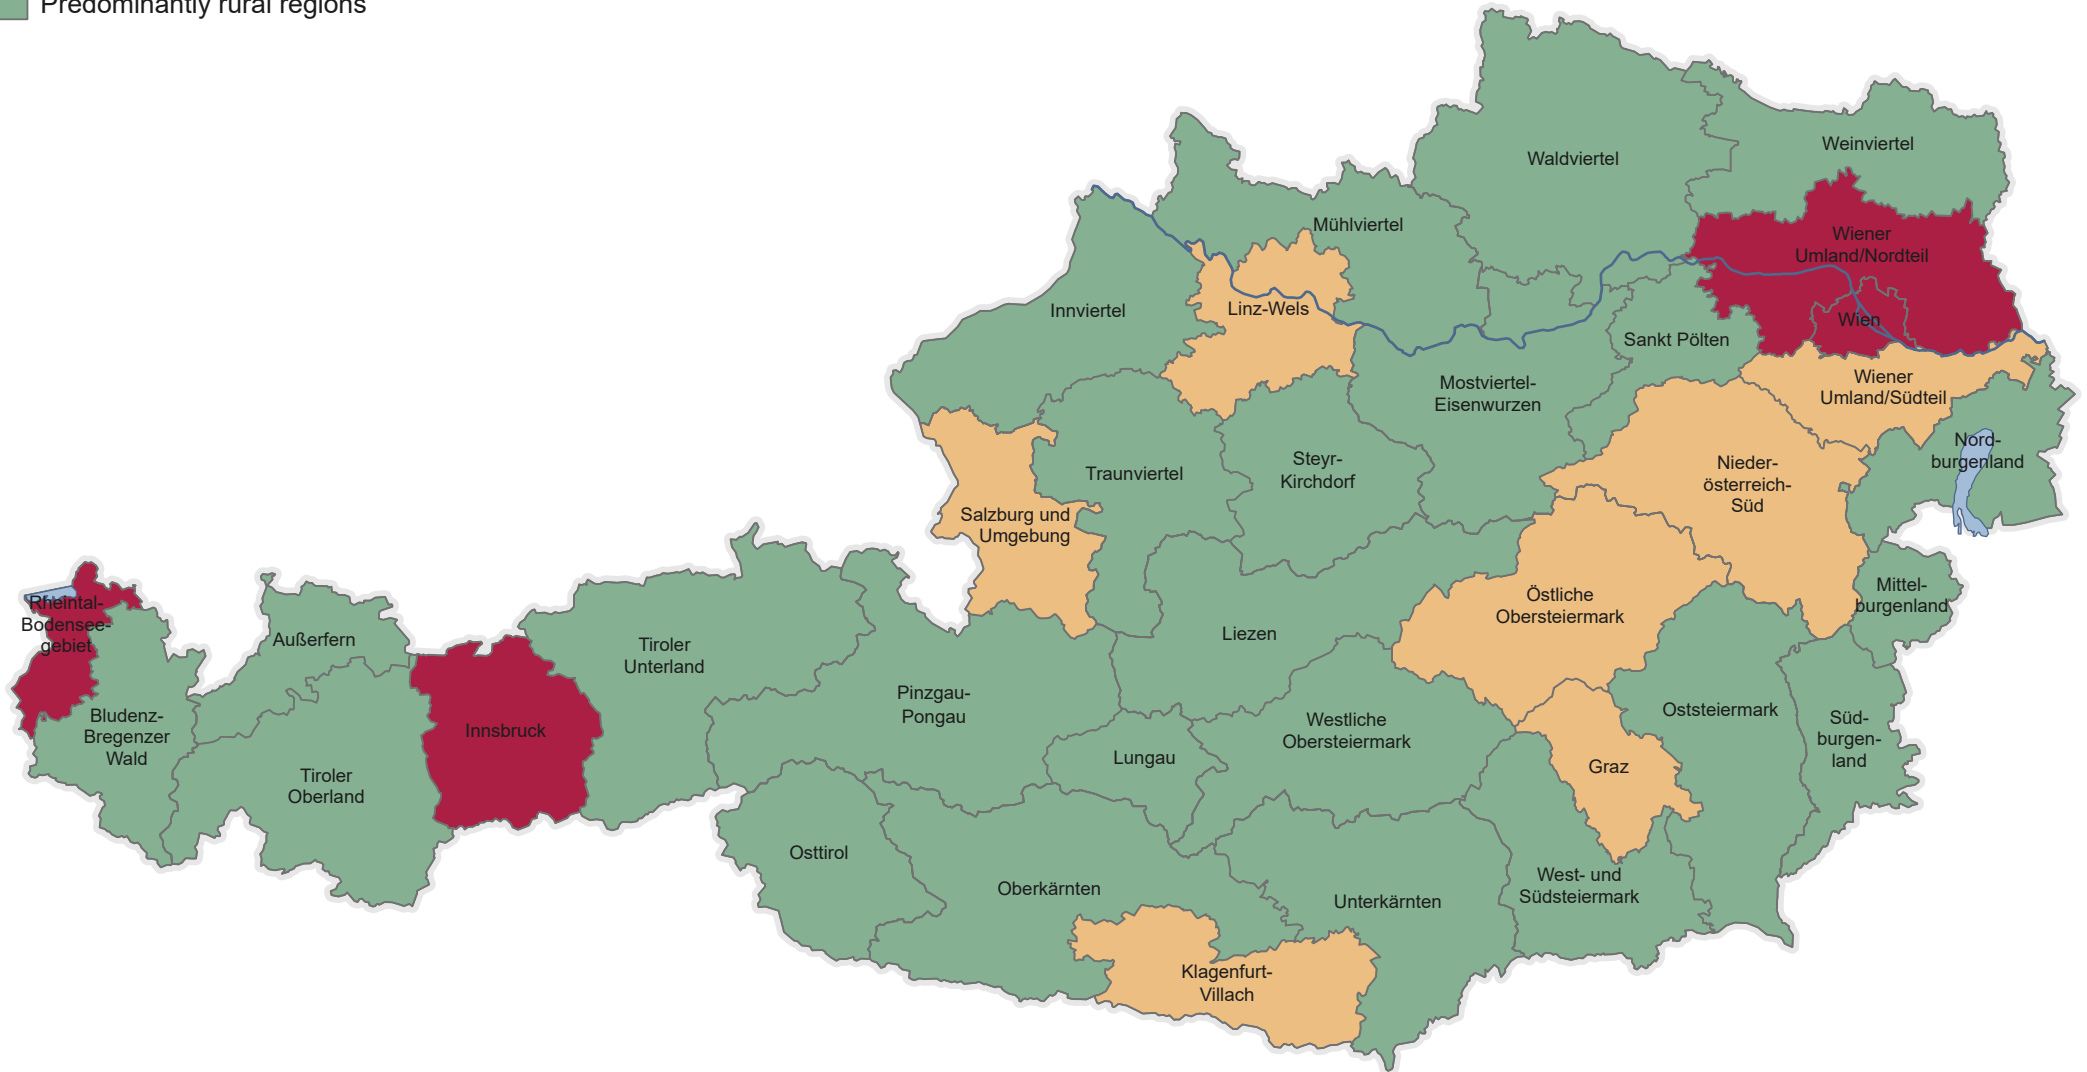 Predominantly rural regions
Waldviertel
Weinviertel
Mühlviertel
Wiener
Umland/Nordteil
Innviertel
Linz-Wels
Wien
Sankt Pölten
Wiener
Umland/Südteil
Mostviertel-
Eisenwurzen
Nord-
burgenland
Traunviertel
Steyr-
Kirchdorf
Nieder-
österreich-
Süd
Salzburg und
Umgebung
Rheintal-
Bodensee-
gebiet
Außerfern
Tiroler
Unterland
Liezen
Östliche
Obersteiermark
Mittel-
burgenland
Bludenz-
Bregenzer
Wald
Innsbruck
Pinzgau-
Pongau
Westliche
Obersteiermark
Oststeiermark
Süd-
burgen-
land
Tiroler
Oberland
Lungau
Graz
Osttirol
Oberkärnten
Unterkärnten
West- und
Südsteiermark
Klagenfurt-
Villach